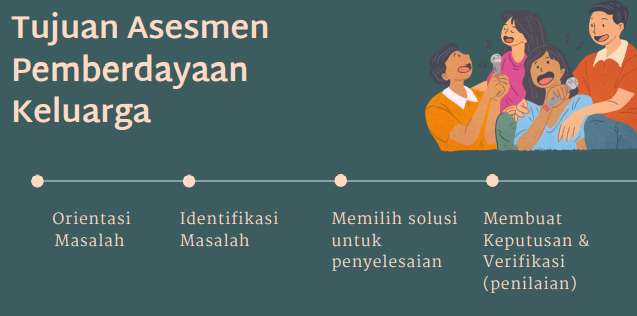 Tujuan Asesmen
Pemberdayaan
Keluarga
Orientasi
Masalah
Identifikasi
Masalah
Memilih solusi
untuk
penyelesaian
Membuat
Keputusan &
Verifikasi
(penilaian)